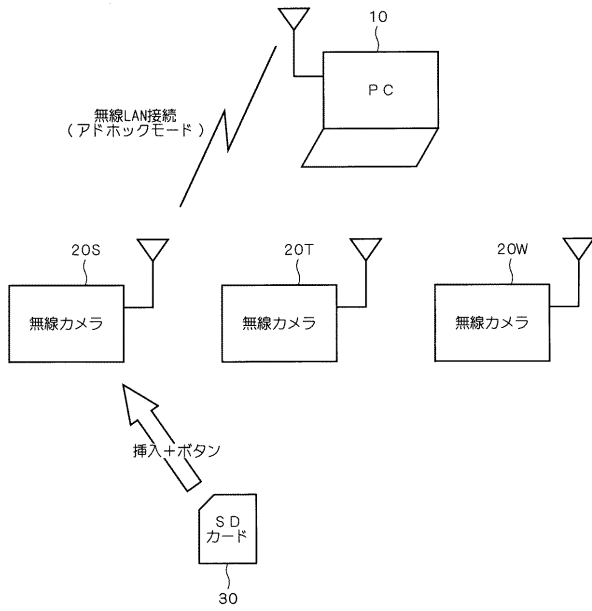 10
PC
無線LAN接続
(アドホックモード)
20S
20T
20W
無線カメラ
無線カメラ
無線カメラ
挿入+ボタン
SD
カード
30